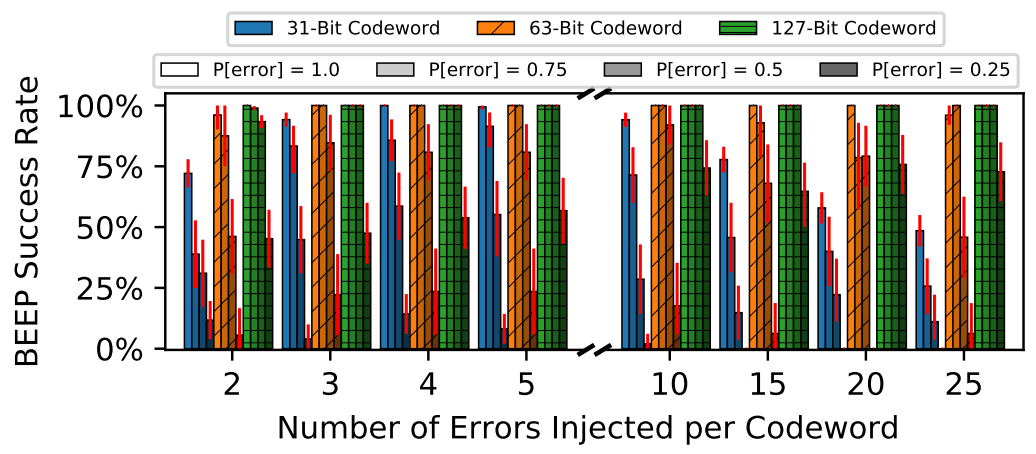 31-Bit Codeword 63-Bit Codeword 127-Bit Codeword
P[error] = 1.0 P[error] = 0.75 P[error] = 0.5 P[error] = 0.25
BEEP Success Rate
100%
75%
50%
25%
0%
2 3 4 5 10 15 20 25
Number of Errors Injected per Codeword